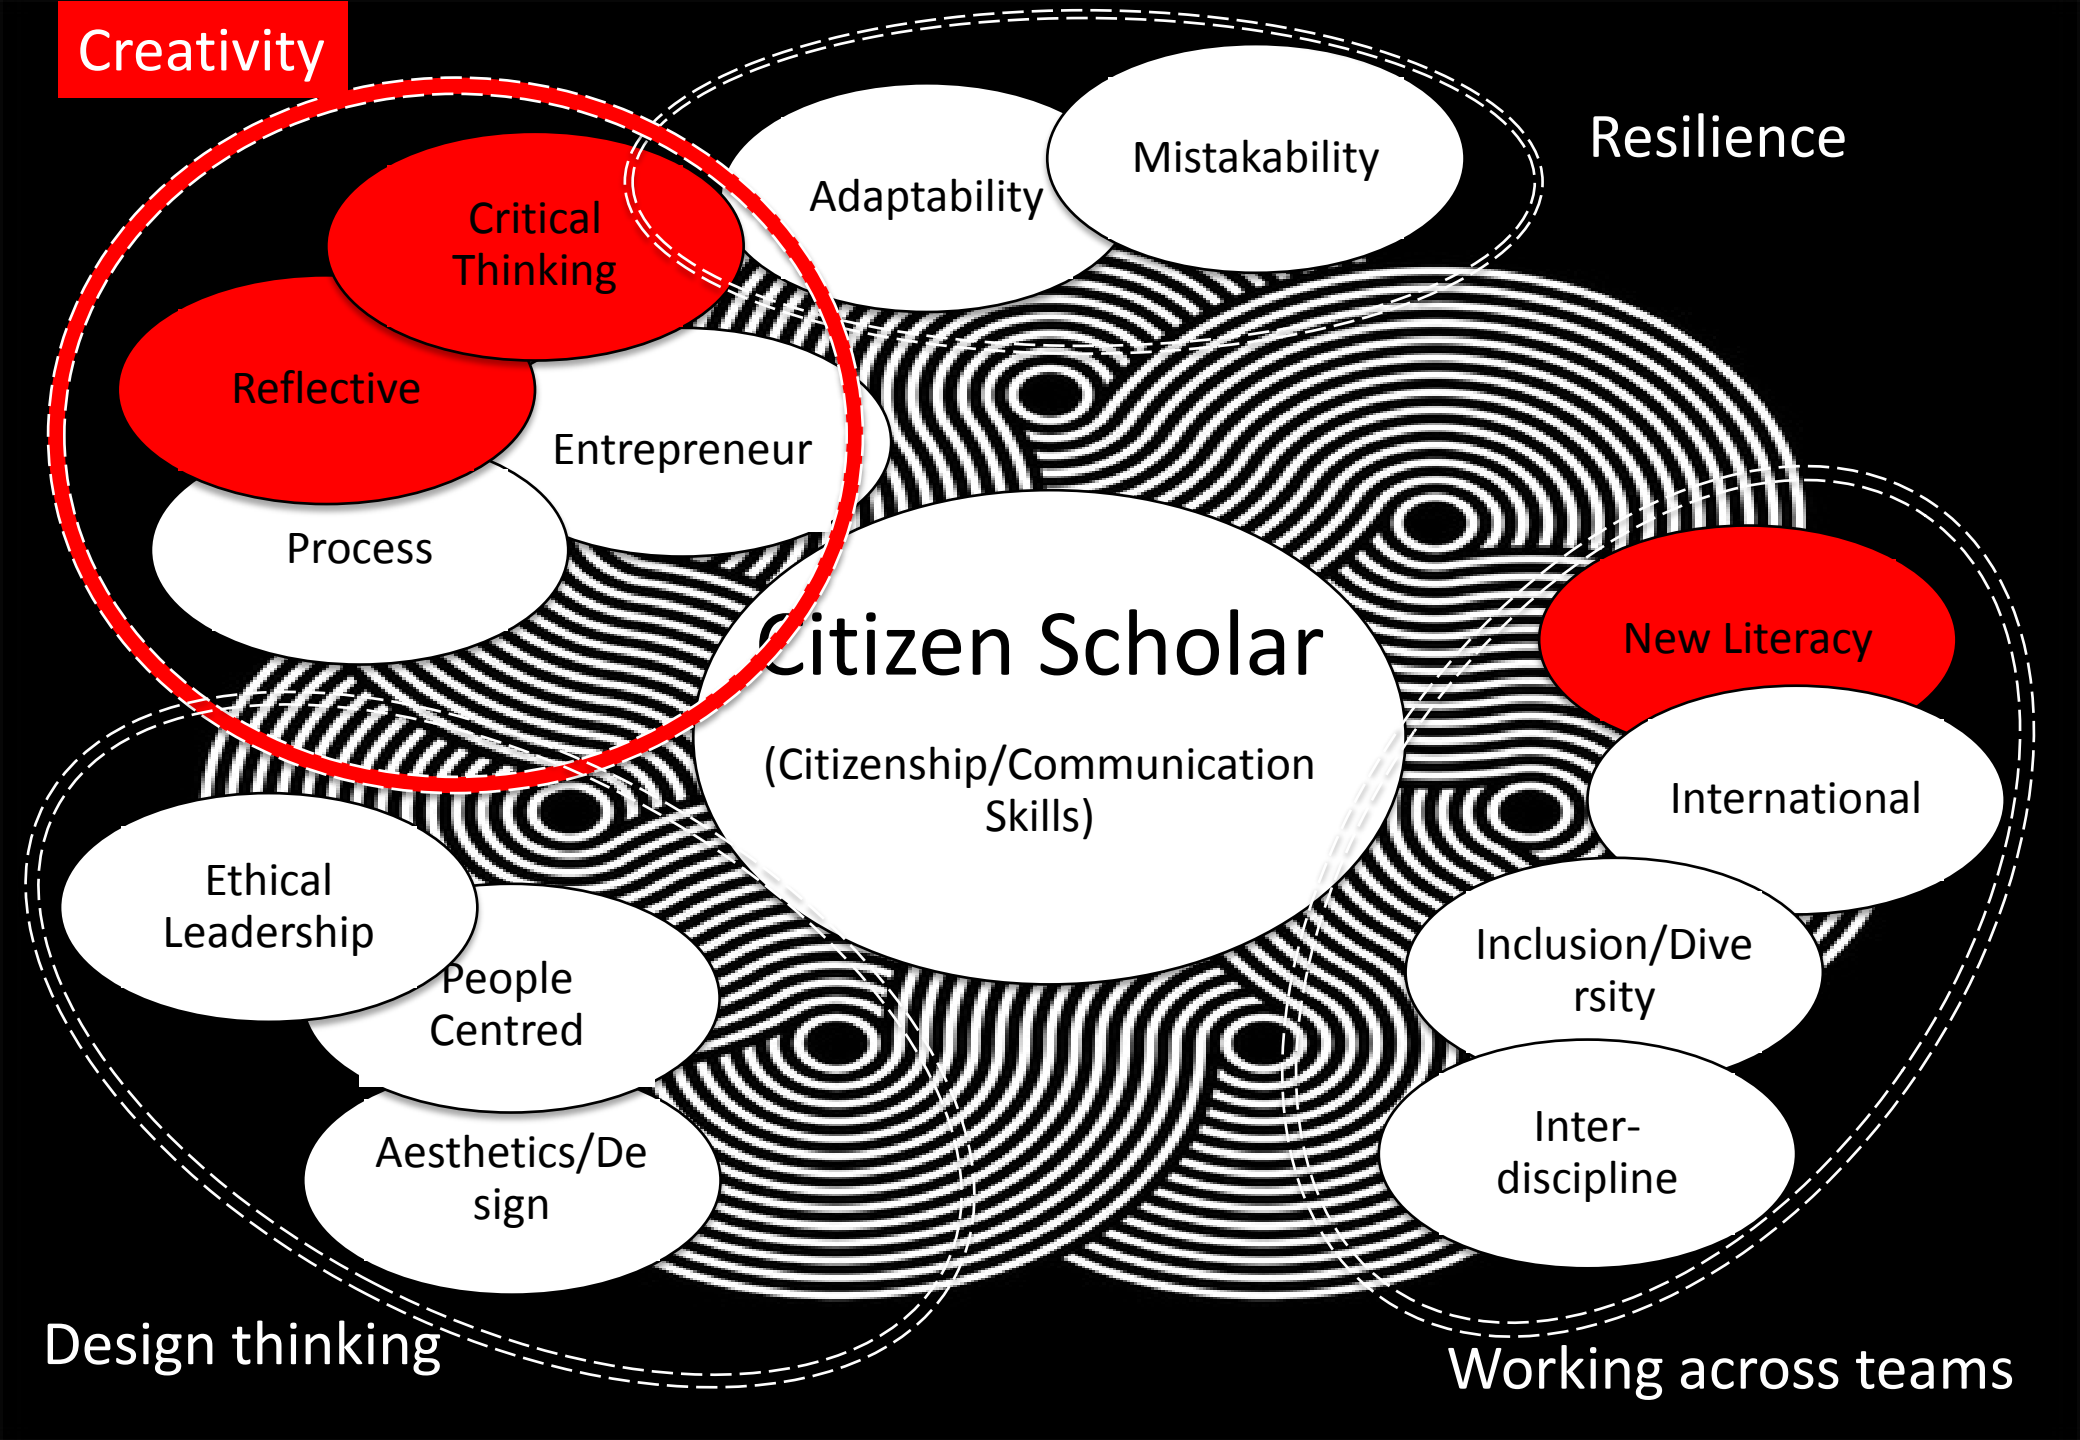 Creativity
Critical
Thinking
Reflective
Entrepreneur
Process
Adaptability
Mistakability
Resilience
Citizen Scholar
(Citizenship/Communication
Skills)
New Literacy
International
Inclusion/Dive
rsity
Inter-
discipline
Working across teams
Ethical
Leadership
People
Centred
Aesthetics/De
sign
Design thinking